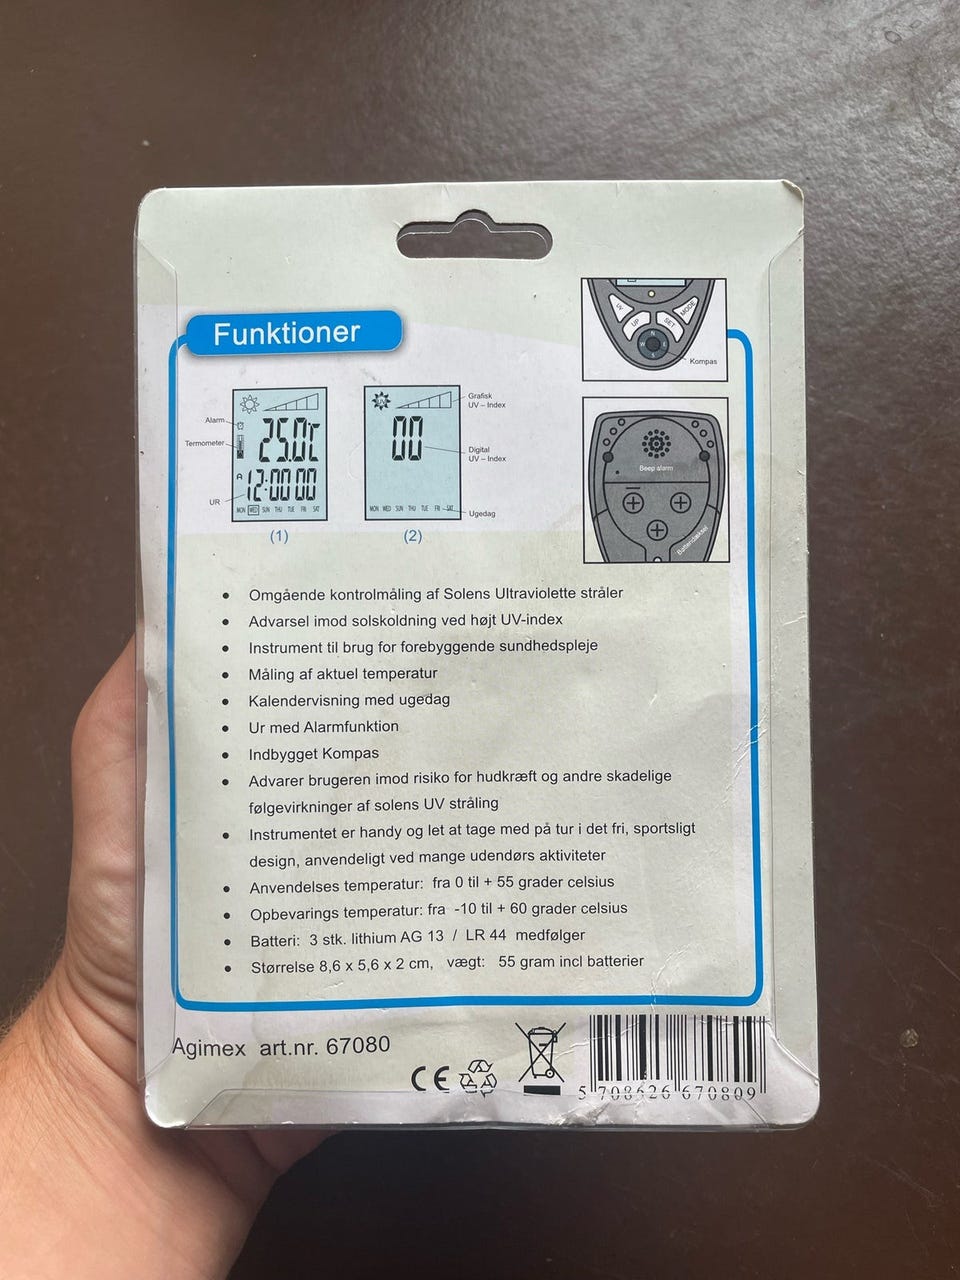 Funktioner
UV
UP
SET
MODE
N
W
E
S
Kompas
Alarm
Termometer
UR
25.0℃
A
12:00 00
MON WED SUN THU TUE FRI SAT
(1)
UV
00
MON WED SUN THU TUE FRI SAT
(2)
Grafisk
UV – Index
Digital
UV – Index
Ugedag
Beep alarm
Batteridæksel
• Omgående kontrolmåling af Solens Ultraviolette stråler
• Advarsel imod solskoldning ved højt UV-index
• Instrument til brug for forebyggende sundhedspleje
• Måling af aktuel temperatur
• Kalendervisning med ugedag
• Ur med Alarmfunktion
• Indbygget Kompas
• Advarer brugeren imod risiko for hudkræft og andre skadelige
følgevirkninger af solens UV stråling
• Instrumentet er handy og let at tage med på tur i det fri, sportsligt
design, anvendeligt ved mange udendørs aktiviteter
• Anvendelses temperatur: fra 0 til + 55 grader celsius
• Opbevarings temperatur: fra -10 til + 60 grader celsius
• Batteri: 3 stk. lithium AG 13 / LR 44 medfølger
• Størrelse 8,6 x 5,6 x 2 cm, vægt: 55 gram incl batterier
Agimex art.nr. 67080
CE
5 708626 670809